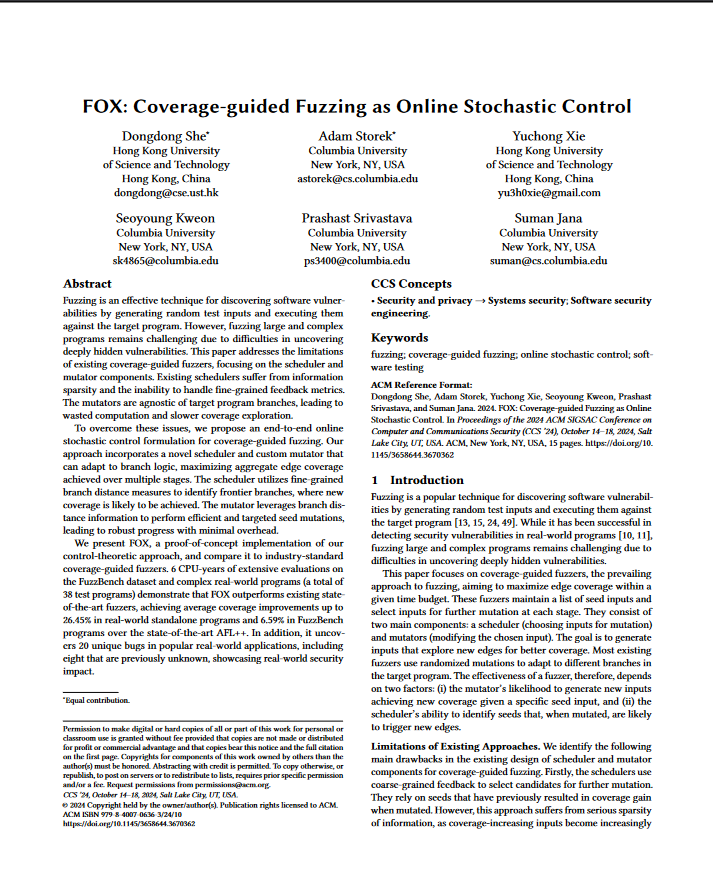 FOX: Coverage-guided Fuzzing as Online Stochastic Control
Dongdong She*
Hong Kong University
of Science and Technology
Hong Kong, China
dongdong@cse.ust.hk
Adam Storek*
Columbia University
New York, NY, USA
astorek@cs.columbia.edu
Yuchong Xie
Hong Kong University
of Science and Technology
Hong Kong, China
yu3h0xie@gmail.com
Seoyoung Kweon
Columbia University
New York, NY, USA
sk4865@columbia.edu
Prashast Srivastava
Columbia University
New York, NY, USA
ps3400@columbia.edu
Suman Jana
Columbia University
New York, NY, USA
suman@cs.columbia.edu
Abstract
Fuzzing is an effective technique for discovering software vulner-
abilities by generating random test inputs and executing them
against the target program. However, fuzzing large and complex
programs remains challenging due to difficulties in uncovering
deeply hidden vulnerabilities. This paper addresses the limitations
of existing coverage-guided fuzzers, focusing on the scheduler and
mutator components. Existing schedulers suffer from information
sparsity and the inability to handle fine-grained feedback metrics.
The mutators are agnostic of target program branches, leading to
wasted computation and slower coverage exploration.
To overcome these issues, we propose an end-to-end online
stochastic control formulation for coverage-guided fuzzing. Our
approach incorporates a novel scheduler and custom mutator that
can adapt to branch logic, maximizing aggregate edge coverage
achieved over multiple stages. The scheduler utilizes fine-grained
branch distance measures to identify frontier branches, where new
coverage is likely to be achieved. The mutator leverages branch dis-
tance information to perform efficient and targeted seed mutations,
leading to robust progress with minimal overhead.
We present FOX, a proof-of-concept implementation of our
control-theoretic approach, and compare it to industry-standard
coverage-guided fuzzers. 6 CPU-years of extensive evaluations on
the FuzzBench dataset and complex real-world programs (a total of
38 test programs) demonstrate that FOX outperforms existing state-
of-the-art fuzzers, achieving average coverage improvements up to
26.45% in real-world standalone programs and 6.59% in FuzzBench
programs over the state-of-the-art AFL++. In addition, it uncov-
ers 20 unique bugs in popular real-world applications, including
eight that are previously unknown, showcasing real-world security
impact.
*Equal contribution.
Permission to make digital or hard copies of all or part of this work for personal or
classroom use is granted without fee provided that copies are not made or distributed
for profit or commercial advantage and that copies bear this notice and the full citation
on the first page. Copyrights for components of this work owned by others than the
author(s) must be honored. Abstracting with credit is permitted. To copy otherwise, or
republish, to post on servers or to redistribute to lists, requires prior specific permission
and/or a fee. Request permissions from permissions@acm.org.
CCS '24, October 14–18, 2024, Salt Lake City, UT, USA.
© 2024 Copyright held by the owner/author(s). Publication rights licensed to ACM.
ACM ISBN 979-8-4007-0636-3/24/10
https://doi.org/10.1145/3658644.3670362
CCS Concepts
• Security and privacy → Systems security; Software security
engineering.
Keywords
fuzzing; coverage-guided fuzzing; online stochastic control; soft-
ware testing
ACM Reference Format:
Dongdong She, Adam Storek, Yuchong Xie, Seoyoung Kweon, Prashast
Srivastava, and Suman Jana. 2024. FOX: Coverage-guided Fuzzing as Online
Stochastic Control. In Proceedings of the 2024 ACM SIGSAC Conference on
Computer and Communications Security (CCS '24), October 14–18, 2024, Salt
Lake City, UT, USA. ACM, New York, NY, USA, 15 pages. https://doi.org/10.
1145/3658644.3670362
1 Introduction
Fuzzing is a popular technique for discovering software vulnerabil-
ities by generating random test inputs and executing them against
the target program [13, 15, 24, 49]. While it has been successful in
detecting security vulnerabilities in real-world programs [10, 11],
fuzzing large and complex programs remains challenging due to
difficulties in uncovering deeply hidden vulnerabilities.
This paper focuses on coverage-guided fuzzers, the prevailing
approach to fuzzing, aiming to maximize edge coverage within a
given time budget. These fuzzers maintain a list of seed inputs and
select inputs for further mutation at each stage. They consist of
two main components: a scheduler (choosing inputs for mutation)
and mutators (modifying the chosen input). The goal is to generate
inputs that explore new edges for better coverage. Most existing
fuzzers use randomized mutations to adapt to different branches in
the target program. The effectiveness of a fuzzer, therefore, depends
on two factors: (i) the mutator's likelihood to generate new inputs
achieving new coverage given a specific seed input, and (ii) the
scheduler's ability to identify seeds that, when mutated, are likely
to trigger new edges.
Limitations of Existing Approaches. We identify the following
main drawbacks in the existing design of scheduler and mutator
components for coverage-guided fuzzing. Firstly, the schedulers use
coarse-grained feedback to select candidates for further mutation.
They rely on seeds that have previously resulted in coverage gain
when mutated. However, this approach suffers from serious sparsity
of information, as coverage-increasing inputs become increasingly